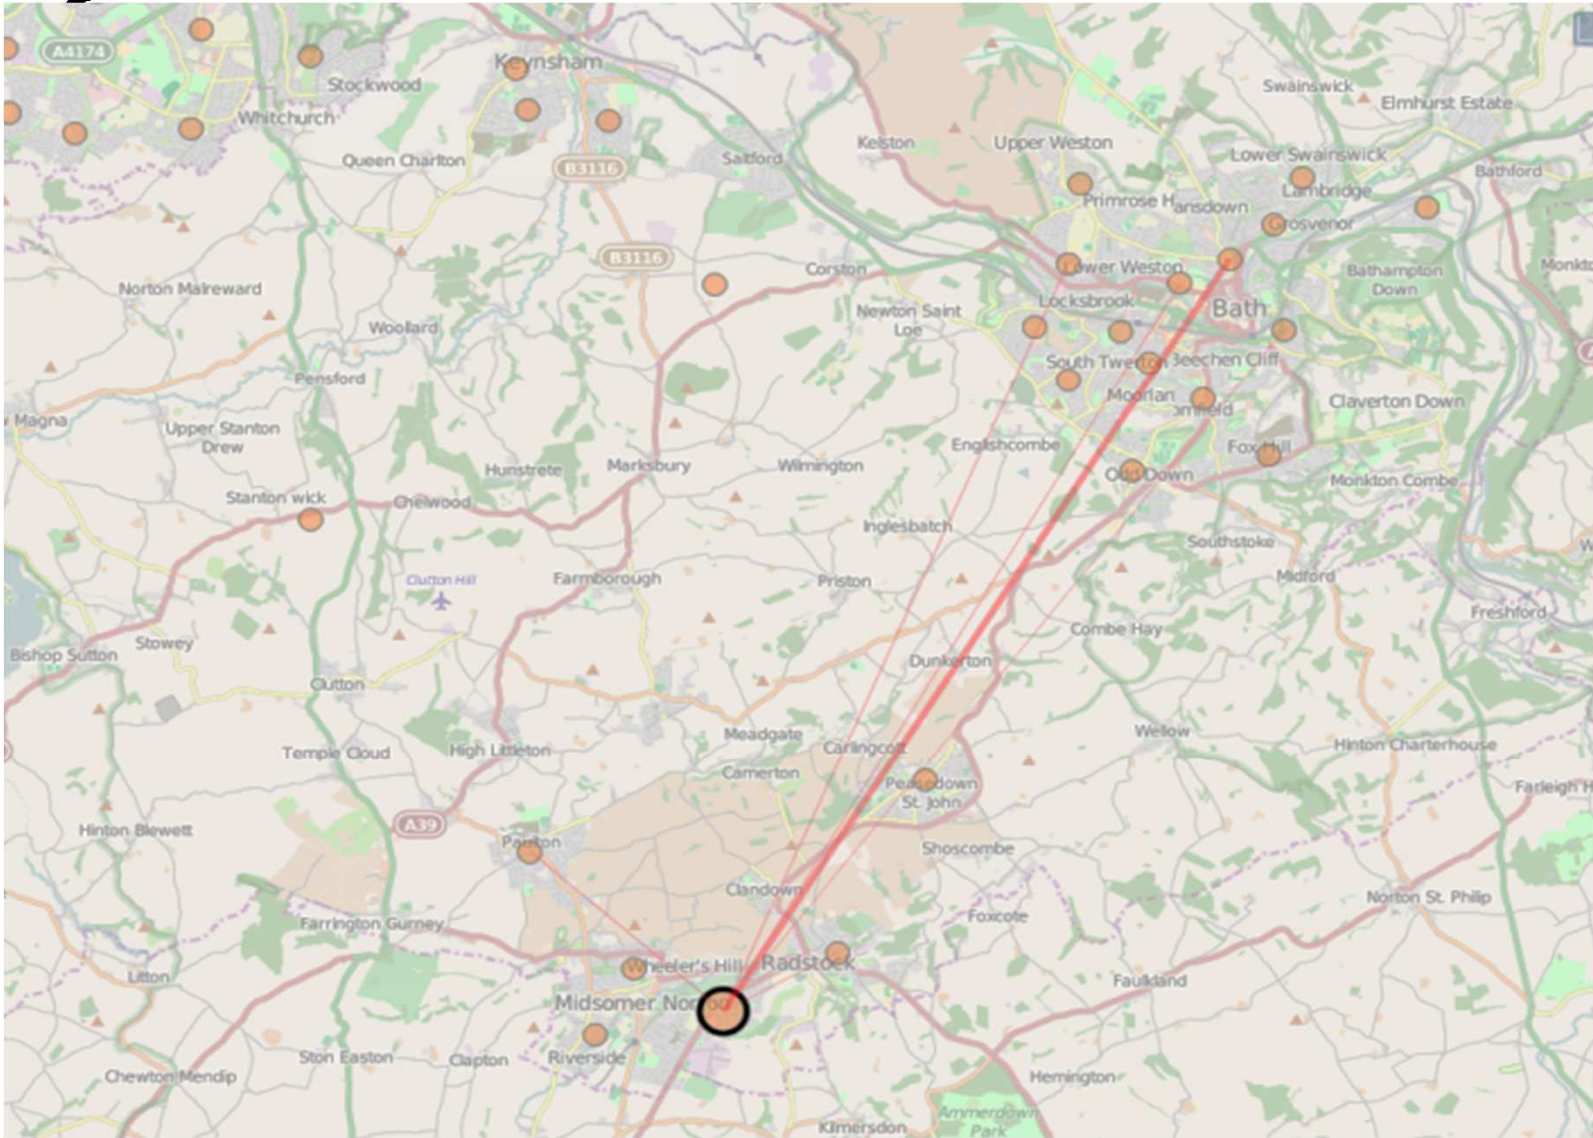 A4174
Keynsham
Stockwood
Swainswick
Elmhurst Estate
Whitchurch
Kelston
Upper Weston
Queen Charlton
Saltford
Lower Swainswick
B3116
Bathford
Lambridge
Primrose H
ansdown
Grosvenor
B3116
Corston
Lower Weston
Bathampton
Down
Norton Malreward
Locksbrook
Bath
Newton Saint
Loe
Woollard
South Twerton
Beechen Cliff
Pensford
Moorlan
omfield
Claverton Down
w Magna
Upper Stanton
Drew
Englishcombe
Fox Hill
Hunstrete
Marksbury
Wilmington
Odd Down
Monkton Combe
Stanton wick
Chelwood
Inglesbatch
Southstoke
Clutton Hill
Farmborough
Priston
Midford
Freshford
Stowey
Combe Hay
Bishop Sutton
Dunkerton
Clutton
Meadgate
Wellow
Temple Cloud
High Littleton
Carlingcott
Hinton Charterhouse
Camerton
Peasedown
St. John
Farleigh H
A39
Hinton Blewett
Paulton
Shoscombe
Clandown
Norton St. Philip
Farrington Gurney
Foxcote
Litton
Wheeler's Hill
Radstock
Faulkland
Midsomer Norton
Ston Easton
Clapton
Riverside
Chewton Mendip
Hemington
Ammerdown
Park
Kilmersdon